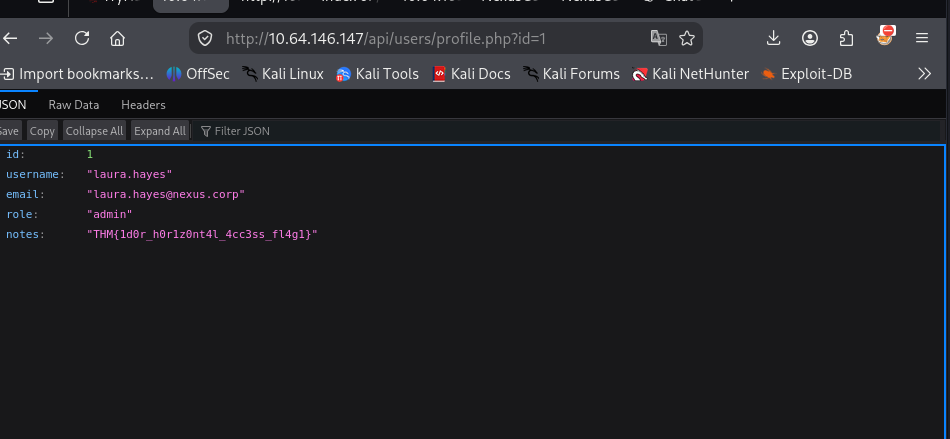 http://10.64.146.147/api/users/profile.php?id=1
Import bookmarks... OffSec Kali Linux Kali Tools Kali Docs Kali Forums Kali NetHunter Exploit-DB
JSON Raw Data Headers
Save Copy Collapse All Expand All Filter JSON
id: 1
username: "laura.hayes"
email: "laura.hayes@nexus.corp"
role: "admin"
notes: "THM{1d0r_h0r1z0nt4l_4cc3ss_fl4g1}"